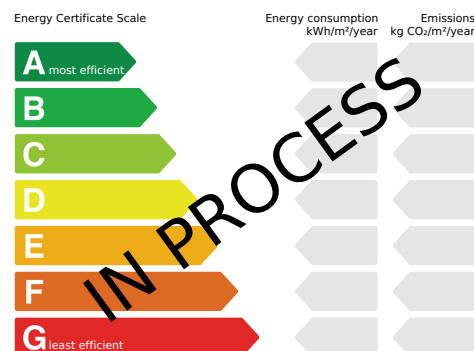 Energy Certificate Scale
Energy consumption
kWh/m²/year
Emissions
kg CO₂/m²/year
A most efficient
B
C
D
E
F
G least efficient
IN PROCESS